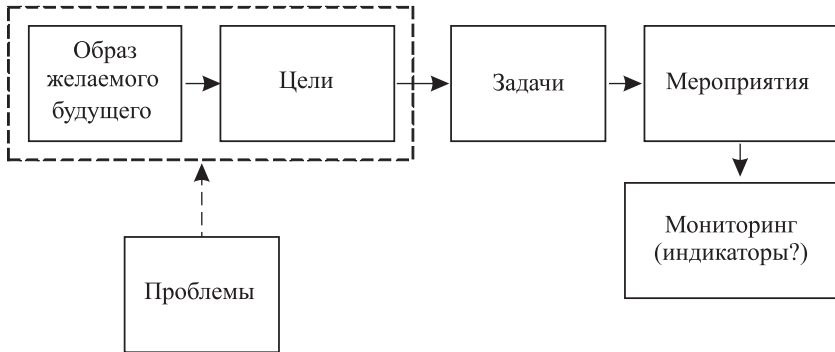 Образ
желаемого
будущего
Цели
Задачи
Мероприятия
Мониторинг
(индикаторы?)
Проблемы